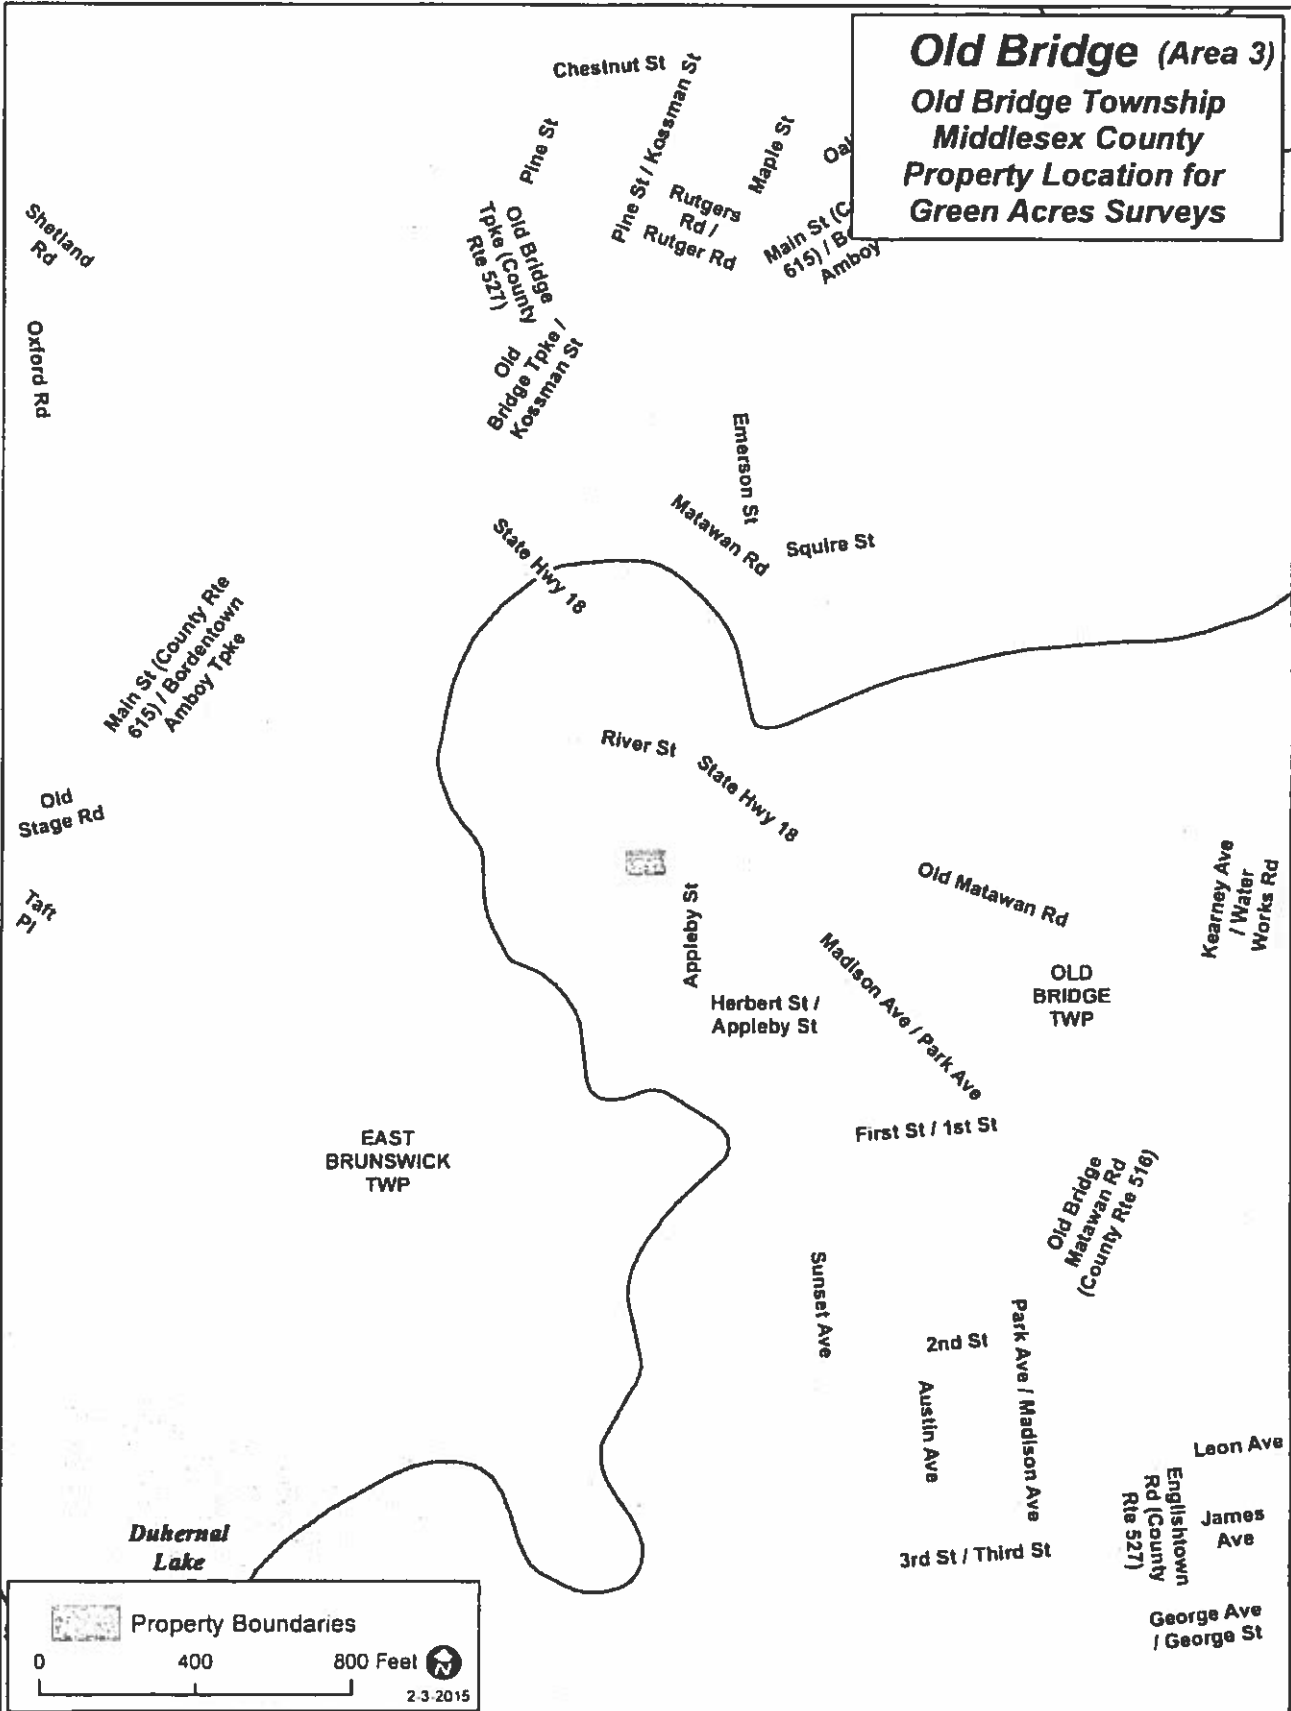 Old Bridge (Area 3)
Old Bridge Township
Middlesex County
Property Location for
Green Acres Surveys
Chestnut St
Pine St
Pine St / Kossman St
Maple St
Rutgers
Rd /
Rutger Rd
Main St (C
615) / B
Amboy
Shetland
Rd
Old Bridge
Tpke (County
Rte 527)
Oxford Rd
Old
Bridge Tpke /
Kossman St
Emerson St
Matawan Rd
Squire St
State Hwy 18
Main St (County Rte
615) / Bordentown
Amboy Tpke
River St
State Hwy 18
Old
Stage Rd
Taft
Pl
Appleby St
Old Matawan Rd
Kearney Ave
/ Water
Works Rd
Madison Ave / Park Ave
OLD
BRIDGE
TWP
Herbert St /
Appleby St
First St / 1st St
EAST
BRUNSWICK
TWP
Old Bridge
Matawan Rd
(County Rte 516)
Sunset Ave
2nd St
Park Ave / Madison Ave
Austin Ave
Leon Ave
Englishtown
Rd (County
Rte 527)
James
Ave
3rd St / Third St
George Ave
/ George St
Duhernal
Lake
Property Boundaries
0 400 800 Feet
N
2-3-2015